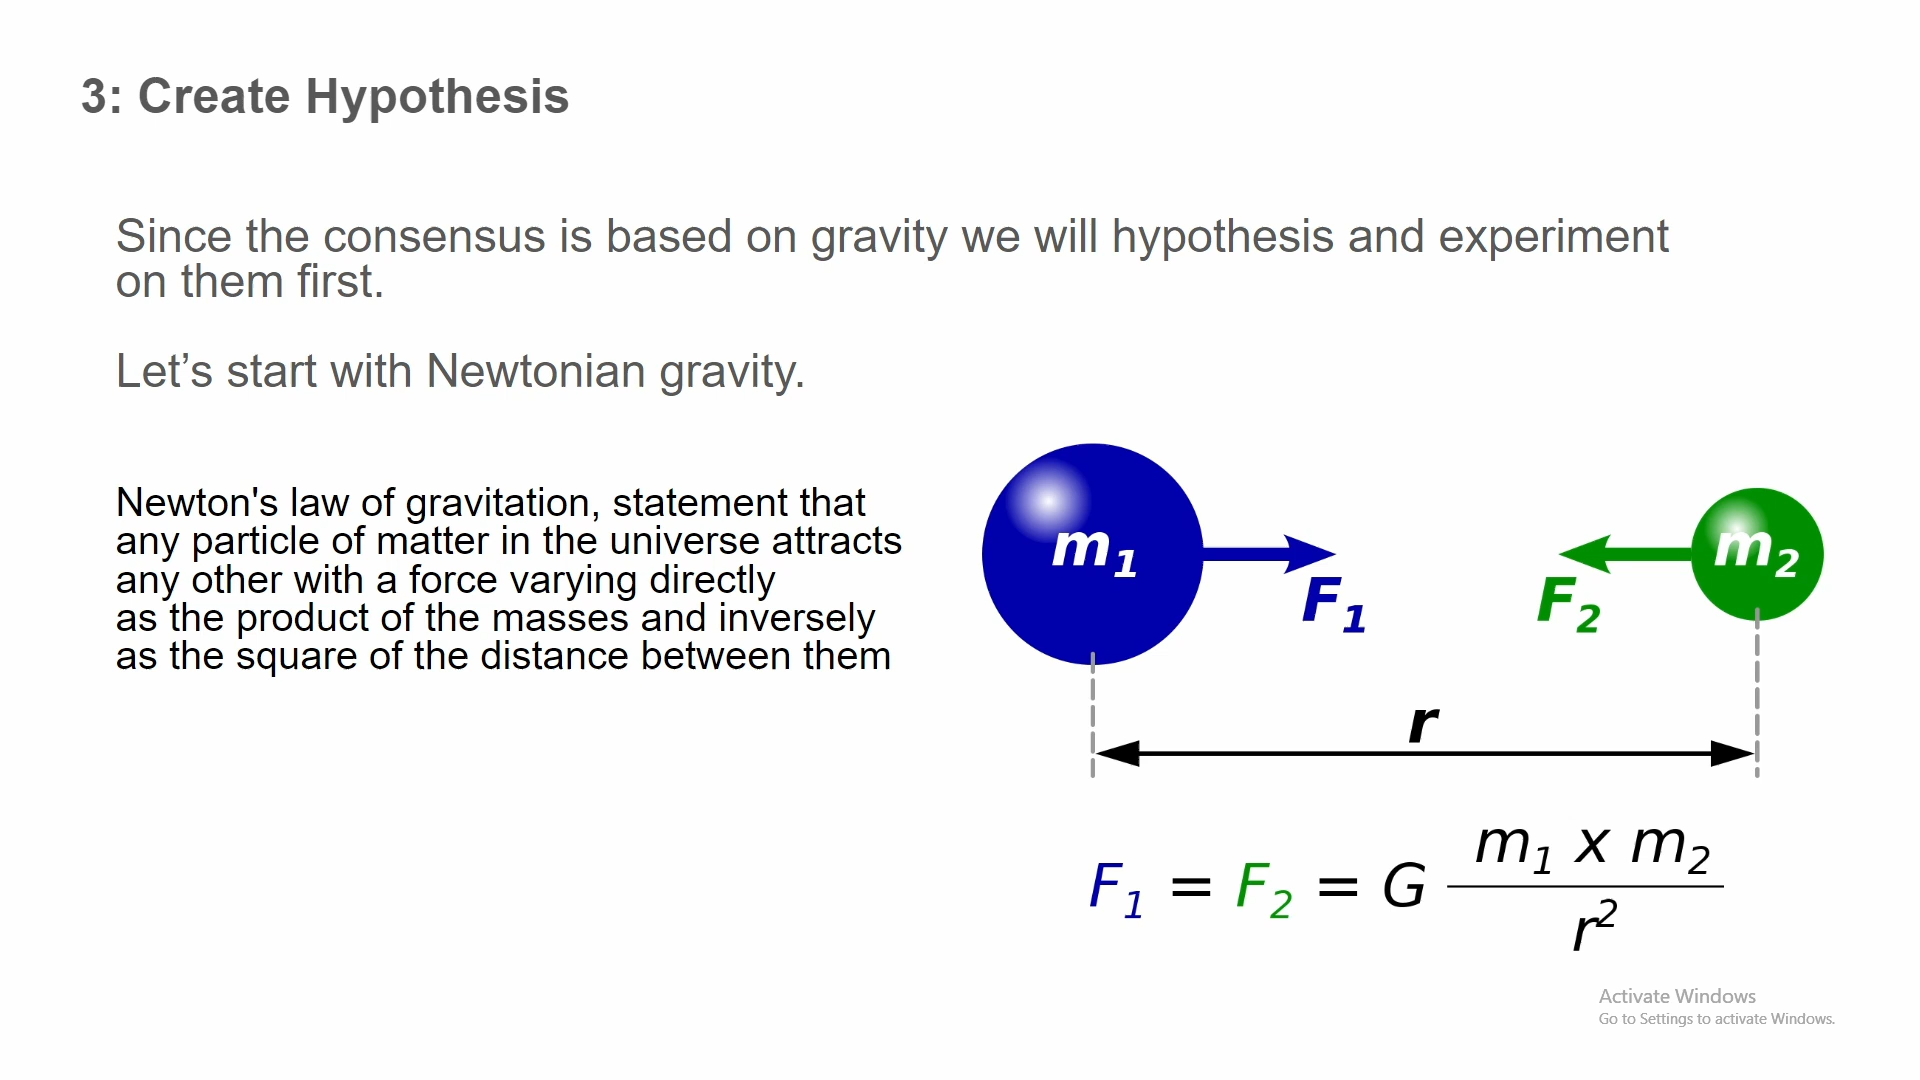 3: Create Hypothesis
Since the consensus is based on gravity we will hypothesis and experiment
on them first.
Let’s start with Newtonian gravity.
Newton's law of gravitation, statement that
any particle of matter in the universe attracts
any other with a force varying directly
as the product of the masses and inversely
as the square of the distance between them
m₁
m₂
F₁
F₂
r
F₁ = F₂ = G m₁ x m₂ / r²
Activate Windows
Go to Settings to activate Windows.